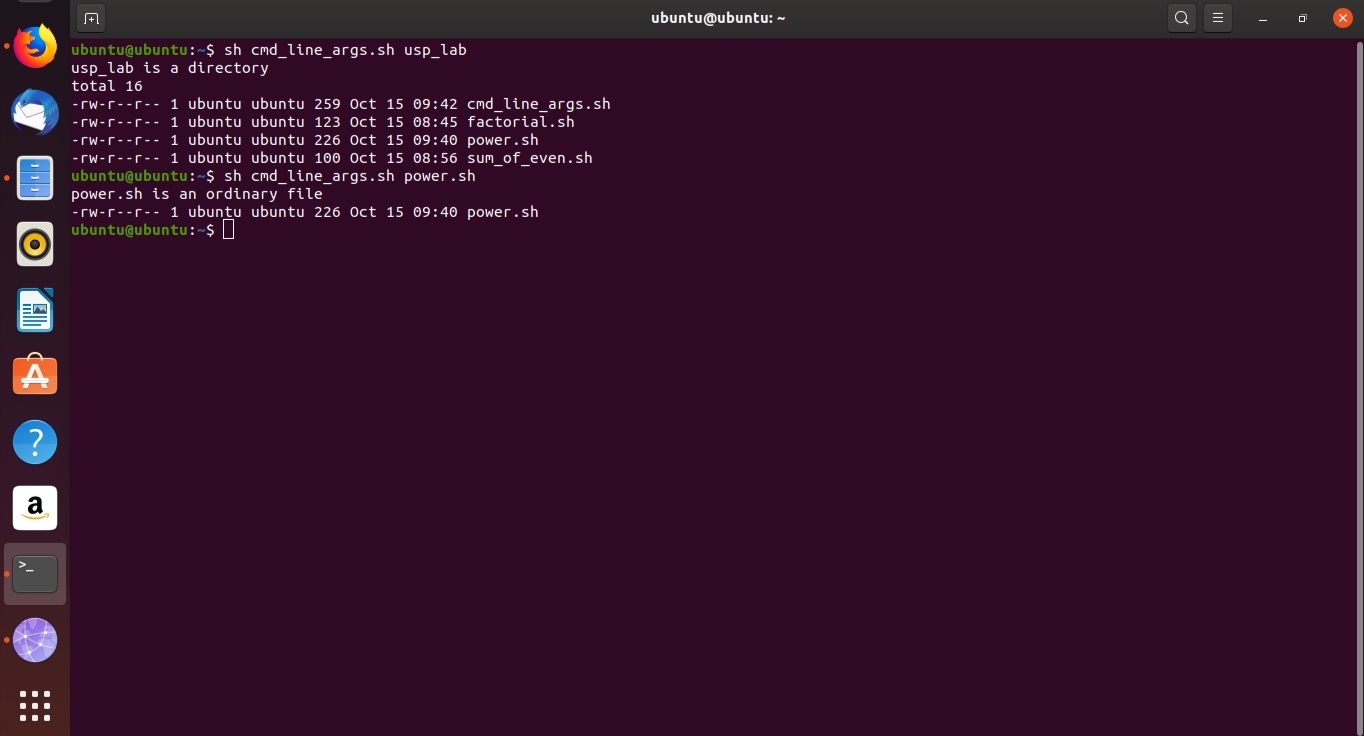 ubuntu@ubuntu: ~
ubuntu@ubuntu:~$ sh cmd_line_args.sh usp_lab
usp_lab is a directory
total 16
-rw-r--r-- 1 ubuntu ubuntu 259 Oct 15 09:42 cmd_line_args.sh
-rw-r--r-- 1 ubuntu ubuntu 123 Oct 15 08:45 factorial.sh
-rw-r--r-- 1 ubuntu ubuntu 226 Oct 15 09:40 power.sh
-rw-r--r-- 1 ubuntu ubuntu 100 Oct 15 08:56 sum_of_even.sh
ubuntu@ubuntu:~$ sh cmd_line_args.sh power.sh
power.sh is an ordinary file
-rw-r--r-- 1 ubuntu ubuntu 226 Oct 15 09:40 power.sh
ubuntu@ubuntu:~$
?
a
>_